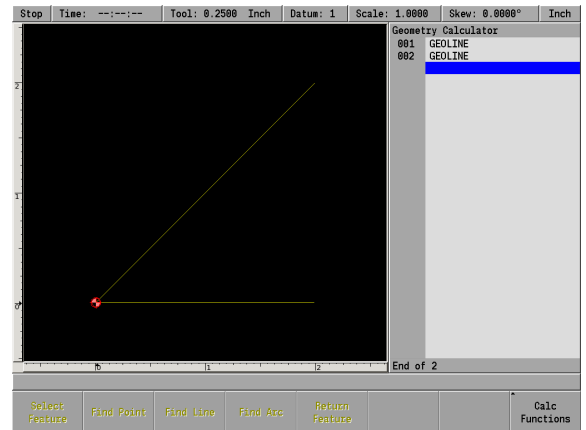 Stop Time: --:--:-- Tool: 0.2500 Inch Datum: 1 Scale: 1.0000 Skew: 0.0000° Inch
Geometry Calculator
001 GEOLINE
002 GEOLINE
2
1
0
0 1 2
End of 2
Select Feature
Find Point
Find Line
Find Arc
Return Feature
Calc Functions